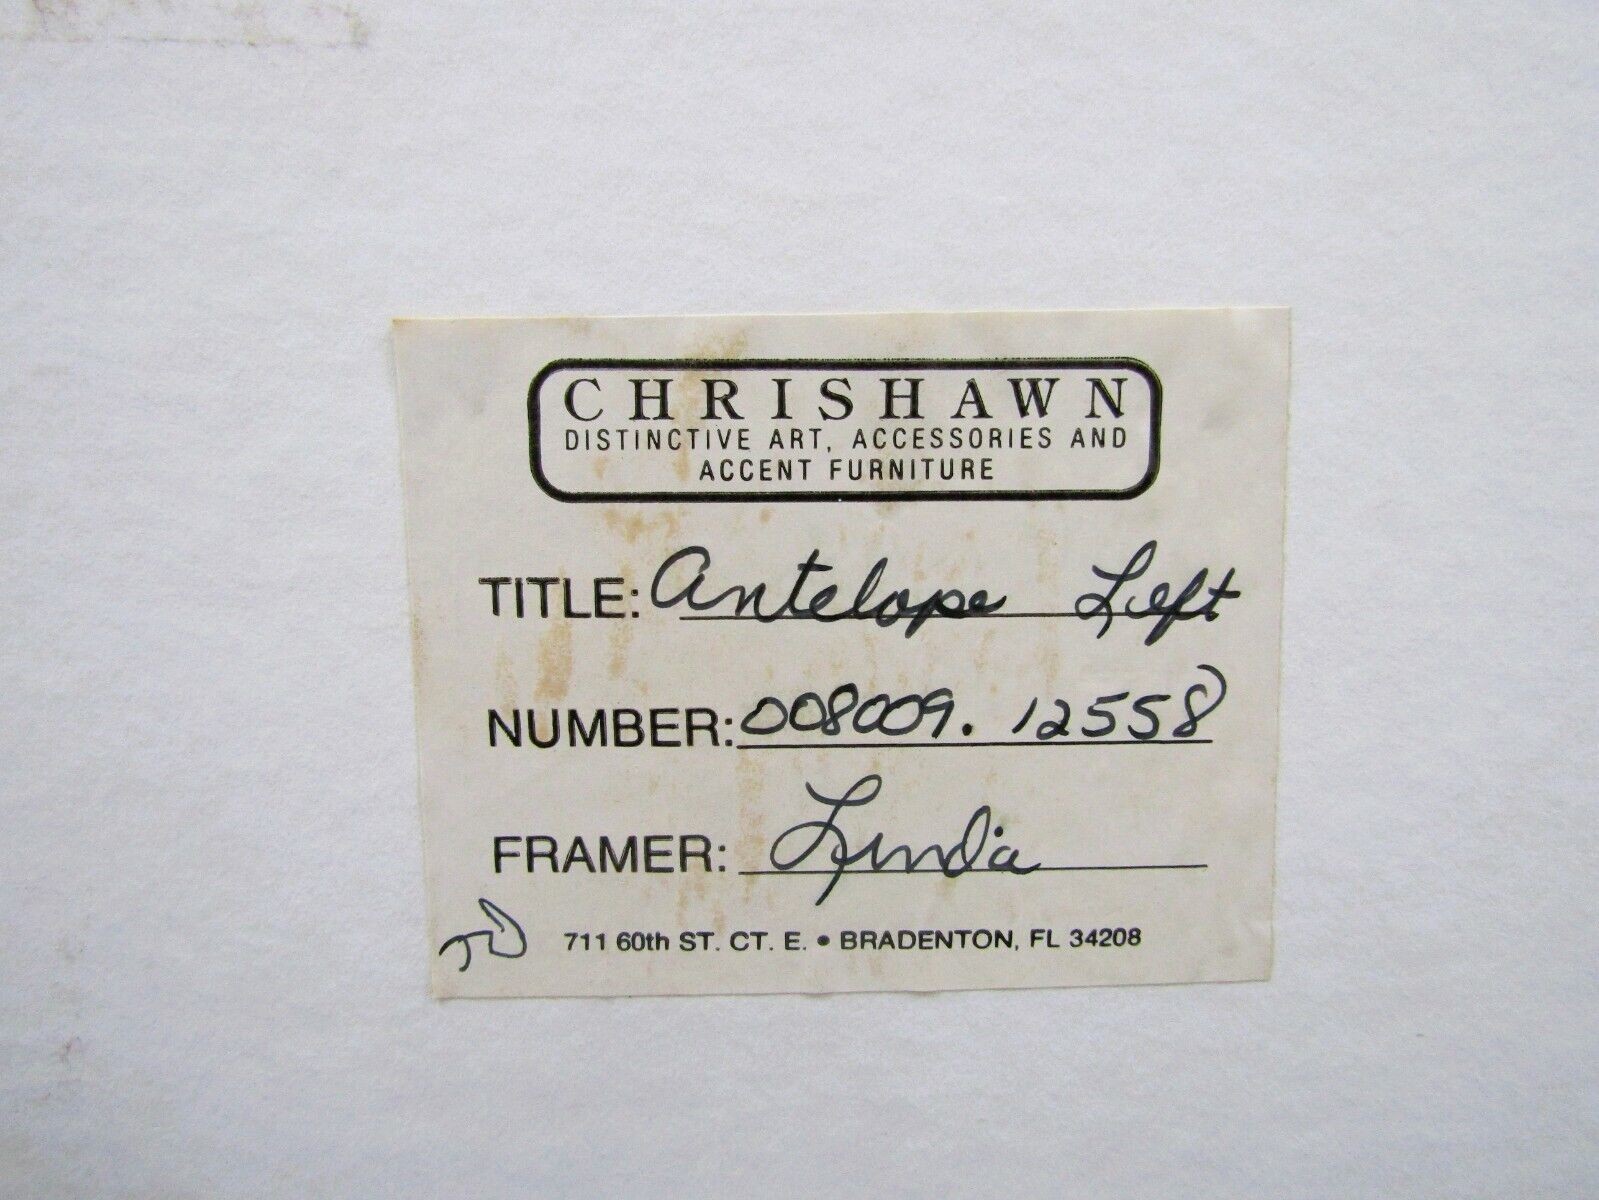 CHRISHAWN
DISTINCTIVE ART, ACCESSORIES AND
ACCENT FURNITURE
TITLE: Antelope Left
NUMBER: 008009.12558
FRAMER: Linda
711 60th ST. CT. E. • BRADENTON, FL 34208